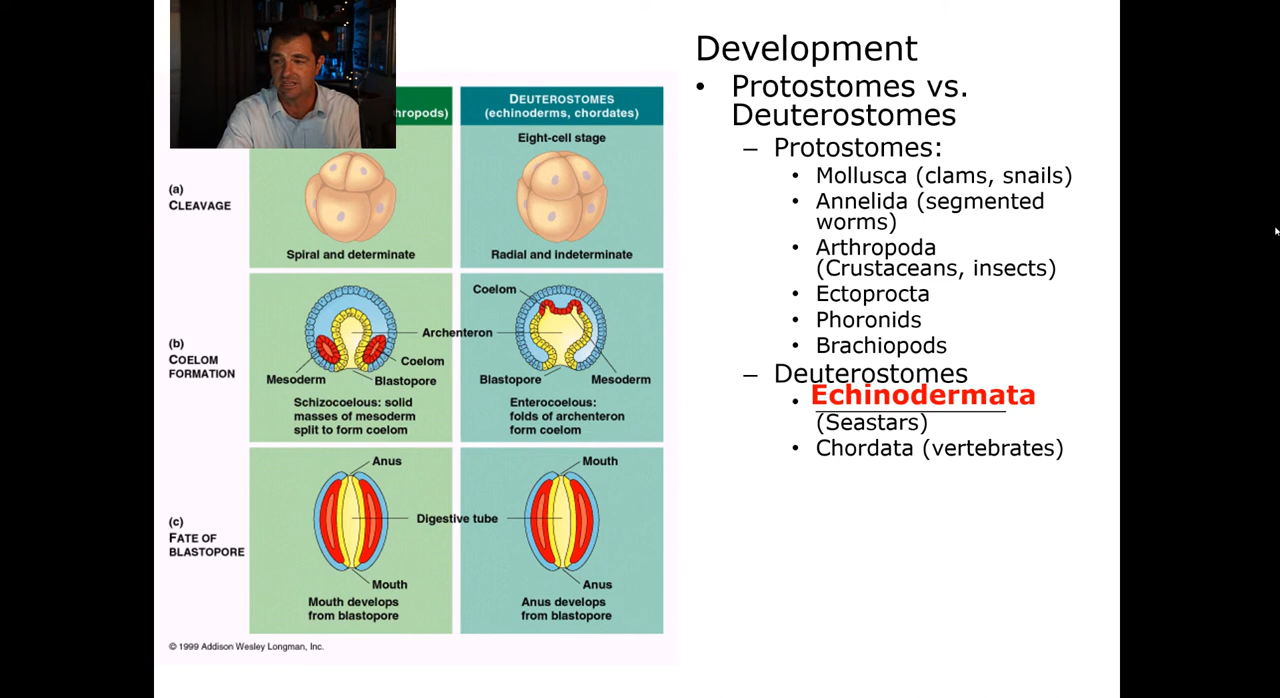 Development
• Protostomes vs.
Deuterostomes
– Protostomes:
• Mollusca (clams, snails)
• Annelida (segmented
worms)
• Arthropoda
(Crustaceans, insects)
• Ectoprocta
• Phoronids
• Brachiopods
– Deuterostomes
• Echinodermata
(Seastars)
• Chordata (vertebrates)
hropods)
DEUTEROSTOMES
(echinoderms, chordates)
(a)
CLEAVAGE
Eight-cell stage
Spiral and determinate
Radial and indeterminate
(b)
COELOM
FORMATION
Coelom
Archenteron
Coelom
Mesoderm
Blastopore
Blastopore
Mesoderm
Schizocoelous: solid
masses of mesoderm
split to form coelom
Enterocoelous:
folds of archenteron
form coelom
(c)
FATE OF
BLASTOPORE
Anus
Mouth
Digestive tube
Mouth
Anus
Mouth develops
from blastopore
Anus develops
from blastopore
© 1999 Addison Wesley Longman, Inc.